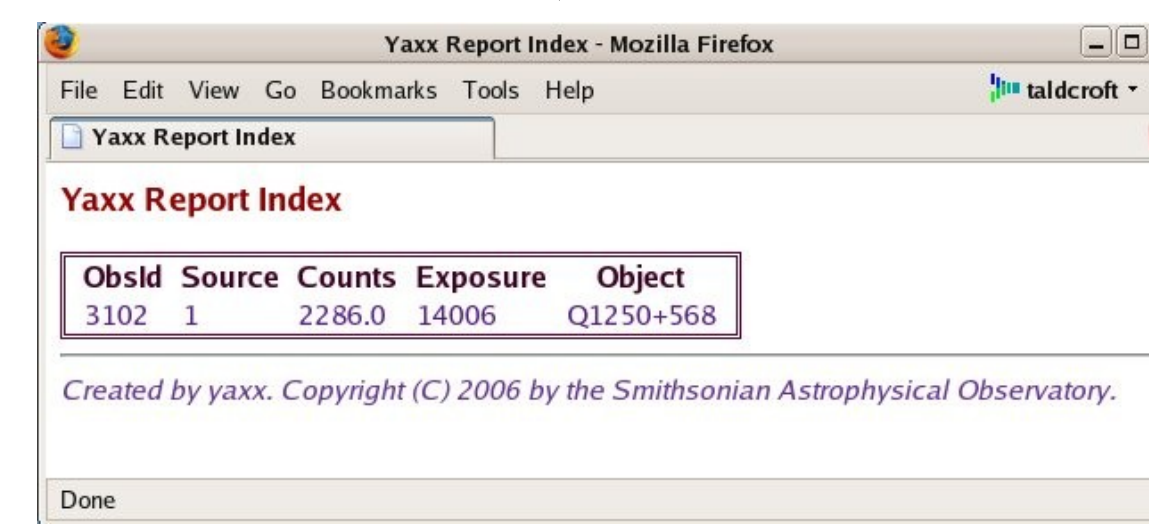 Yaxx Report Index - Mozilla Firefox
File Edit View Go Bookmarks Tools Help taldcroft
Yaxx Report Index
Yaxx Report Index
ObsId Source Counts Exposure Object
3102 1 2286.0 14006 Q1250+568
Created by yaxx. Copyright (C) 2006 by the Smithsonian Astrophysical Observatory.
Done